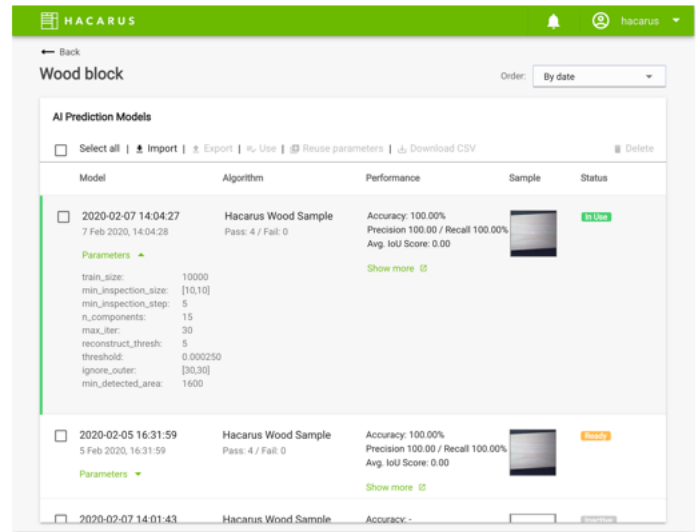 HACARUS
hacarus
Back
Wood block
Order: By date
AI Prediction Models
Select all | Import | Export | Use | Reuse parameters | Download CSV
Delete
Model Algorithm Performance Sample Status
2020-02-07 14:04:27 Hacarus Wood Sample Accuracy: 100.00% In Use
7 Feb 2020, 14:04:28 Pass: 4 / Fail: 0 Precision 100.00 / Recall 100.00%
Avg. IoU Score: 0.00
Parameters
Show more
train_size: 10000
min_inspection_size: [10,10]
min_inspection_step: 5
n_components: 15
max_iter: 30
reconstruct_thresh: 5
threshold: 0.000250
ignore_outer: [30,30]
min_detected_area: 1600
2020-02-05 16:31:59 Hacarus Wood Sample Accuracy: 100.00% Ready
5 Feb 2020, 16:31:59 Pass: 4 / Fail: 0 Precision 100.00 / Recall 100.00%
Avg. IoU Score: 0.00
Parameters
Show more
2020-02-07 14:01:43 Hacarus Wood Sample Accuracy: - Inactive